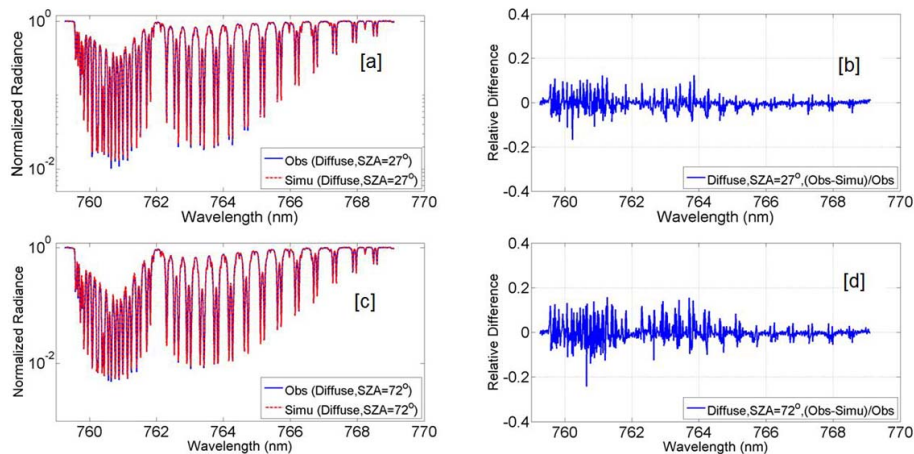 10^0
10^-2
Normalized Radiance
[a]
Obs (Diffuse,SZA=27°)
Simu (Diffuse,SZA=27°)
760 762 764 766 768 770
Wavelength (nm)
0.4
0.2
0
-0.2
-0.4
Relative Difference
[b]
Diffuse,SZA=27°,(Obs-Simu)/Obs
760 762 764 766 768 770
Wavelength (nm)
10^0
10^-2
Normalized Radiance
[c]
Obs (Diffuse,SZA=72°)
Simu (Diffuse,SZA=72°)
760 762 764 766 768 770
Wavelength (nm)
0.4
0.2
0
-0.2
-0.4
Relative Difference
[d]
Diffuse,SZA=72°,(Obs-Simu)/Obs
760 762 764 766 768 770
Wavelength (nm)